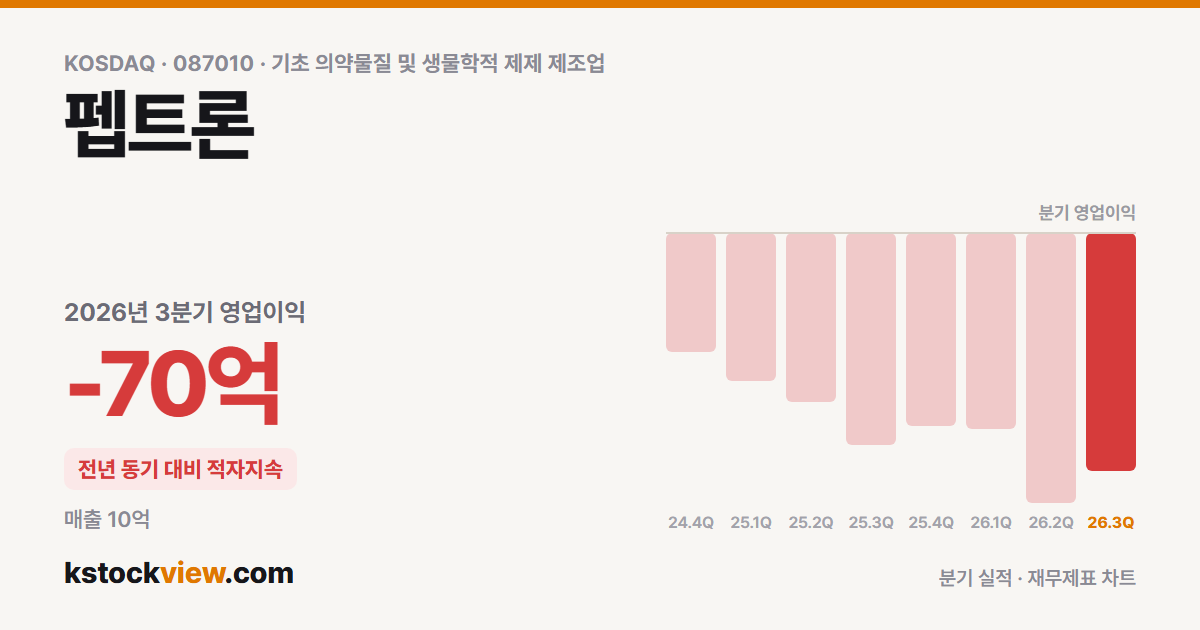 KOSDAQ · 087010 · 기초 의약물질 및 생물학적 제제 제조업
펩트론
분기 영업이익
2026년 3분기 영업이익
-70억
전년 동기 대비 적자지속
매출 10억
24.4Q 25.1Q 25.2Q 25.3Q 25.4Q 26.1Q 26.2Q 26.3Q
kstockview.com
분기 실적 · 재무제표 차트